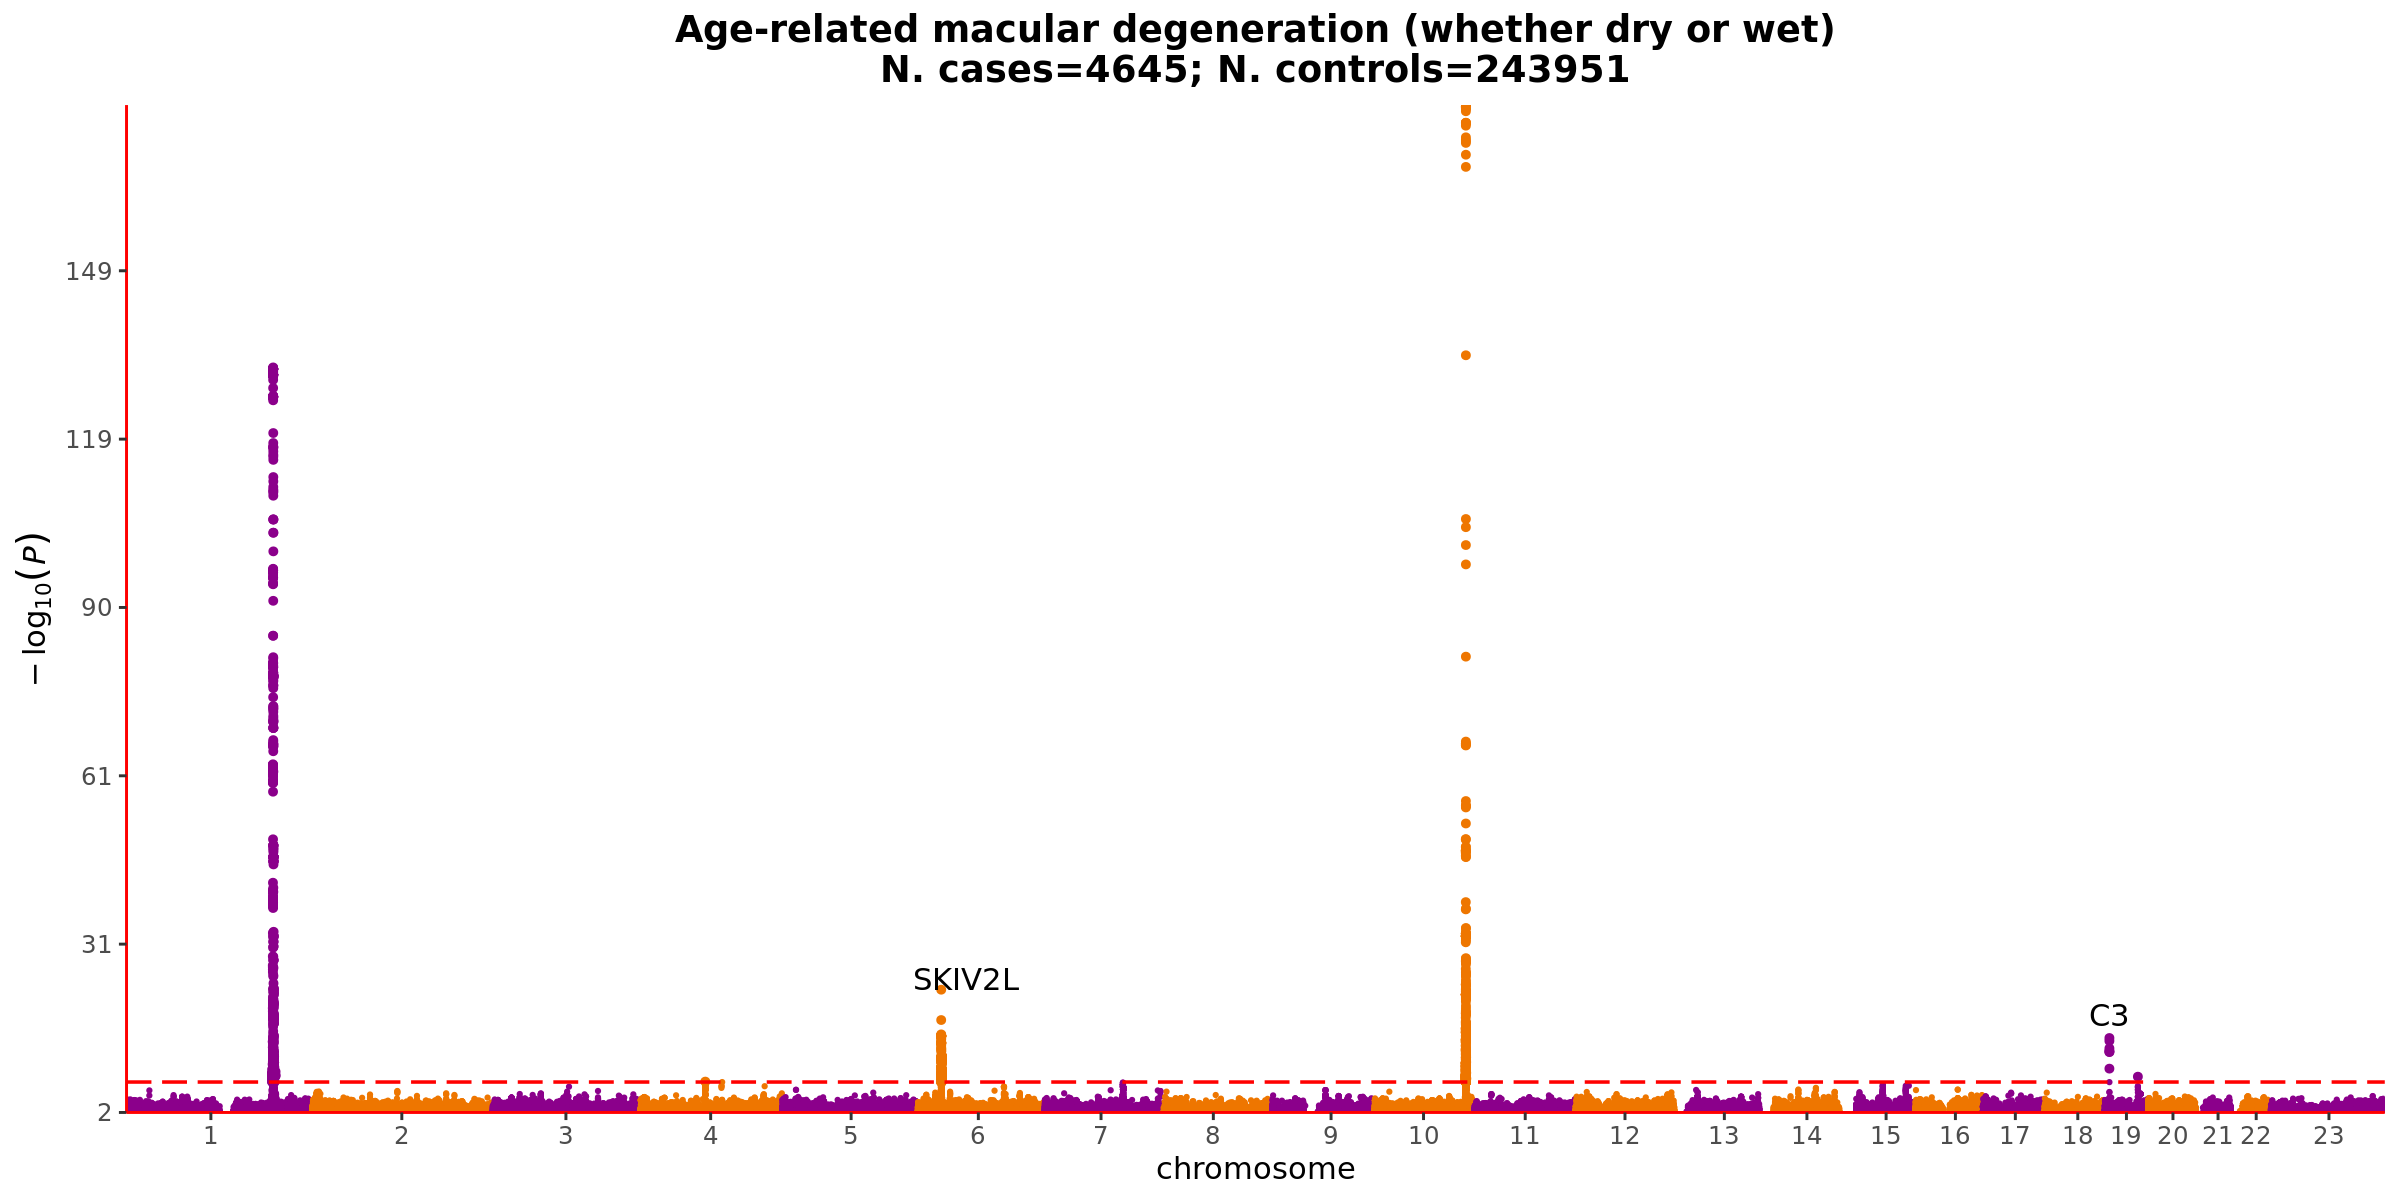 Age-related macular degeneration (whether dry or wet)
N. cases=4645; N. controls=243951
149
119
90
61
31
2
−log10(P)
SKIV2L
C3
1 2 3 4 5 6 7 8 9 10 11 12 13 14 15 16 17 18 19 20 21 22 23
chromosome